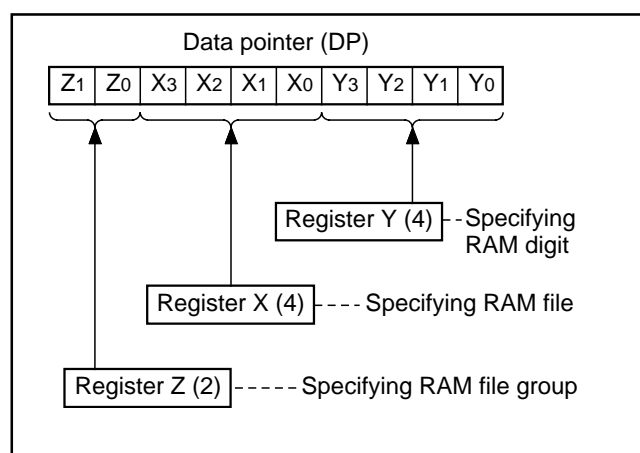 Data pointer (DP)
Z1 Z0 X3 X2 X1 X0 Y3 Y2 Y1 Y0
Register Y (4) Specifying
RAM digit
Register X (4) Specifying RAM file
Register Z (2) Specifying RAM file group